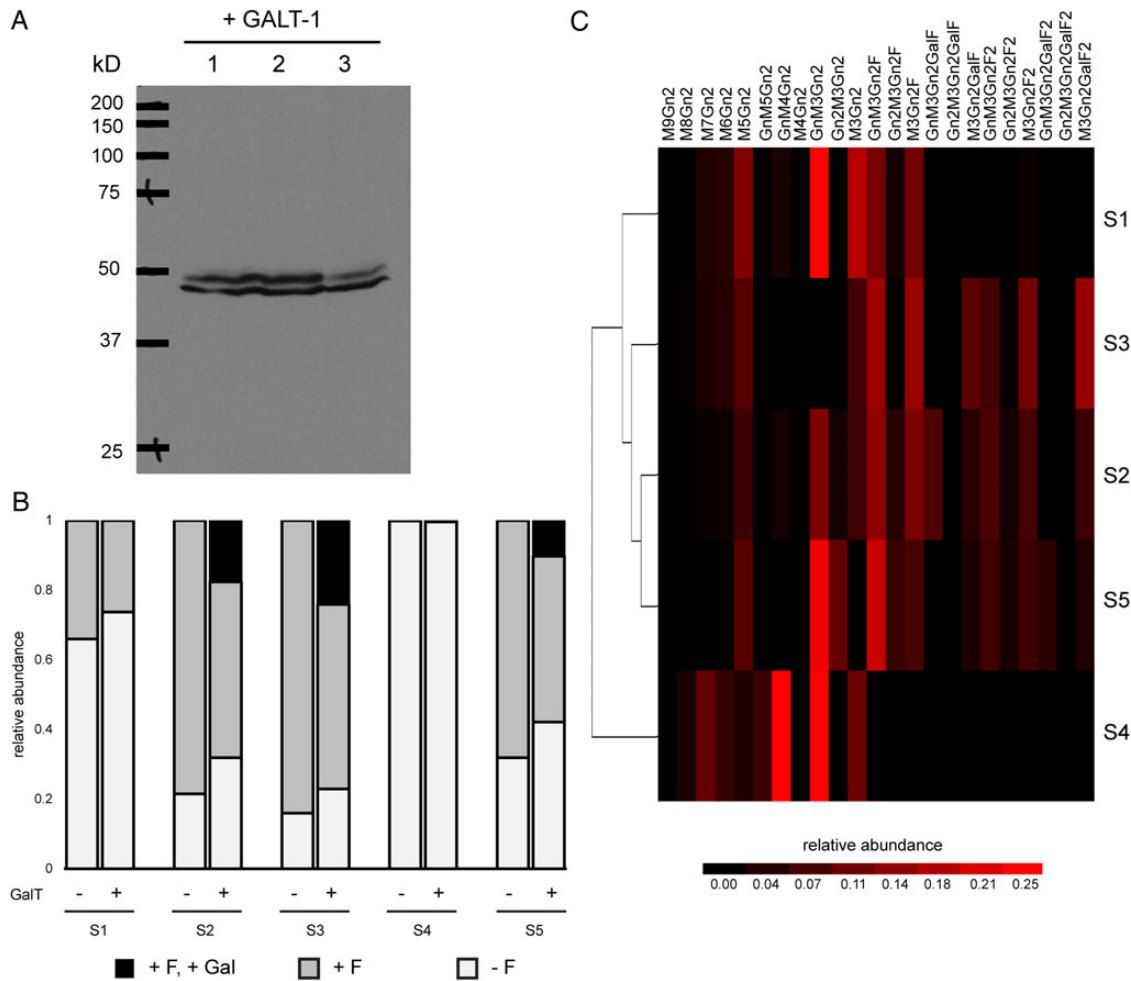 A
+ GALT-1
kD 1 2 3
200
150
100
75
50
37
25
B
relative abundance
1
0.8
0.6
0.4
0.2
0
GalT - + - + - + - + - +
S1 S2 S3 S4 S5
+ F, + Gal + F - F
C
M9Gn2
M8Gn2
M7Gn2
M6Gn2
M5Gn2
GnM5Gn2
GnM4Gn2
M4Gn2
GnM3Gn2
Gn2M3Gn2
M3Gn2
GnM3Gn2F
Gn2M3Gn2F
M3Gn2F
GnM3Gn2GalF
Gn2M3Gn2GalF
M3Gn2GalF
GnM3Gn2F2
Gn2M3Gn2F2
M3Gn2F2
GnM3Gn2GalF2
Gn2M3Gn2GalF2
M3Gn2GalF2
S1
S3
S2
S5
S4
relative abundance
0.00 0.04 0.07 0.11 0.14 0.18 0.21 0.25